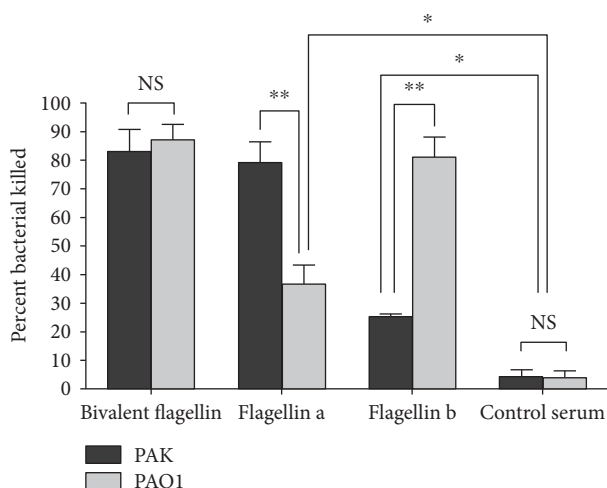 *
*
NS
**
**
100
90
80
70
60
50
40
30
20
10
0
Percent bacterial killed
NS
Bivalent flagellin Flagellin a Flagellin b Control serum
PAK
PAO1